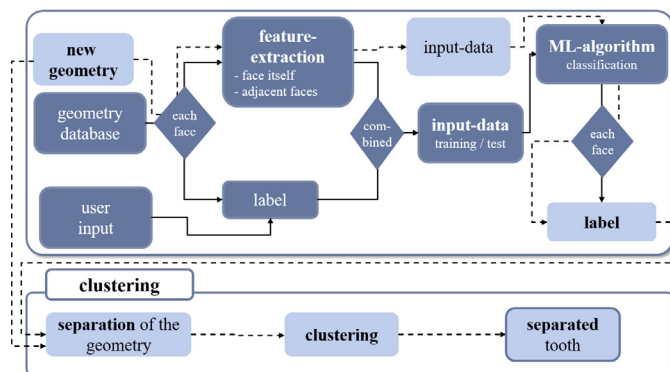 new
geometry
feature-
extraction
- face itself
- adjacent faces
input-data
ML-algorithm
classification
geometry
database
each
face
com-
bined
input-data
training / test
each
face
user
input
label
label
clustering
separation of the
geometry
clustering
separated
tooth